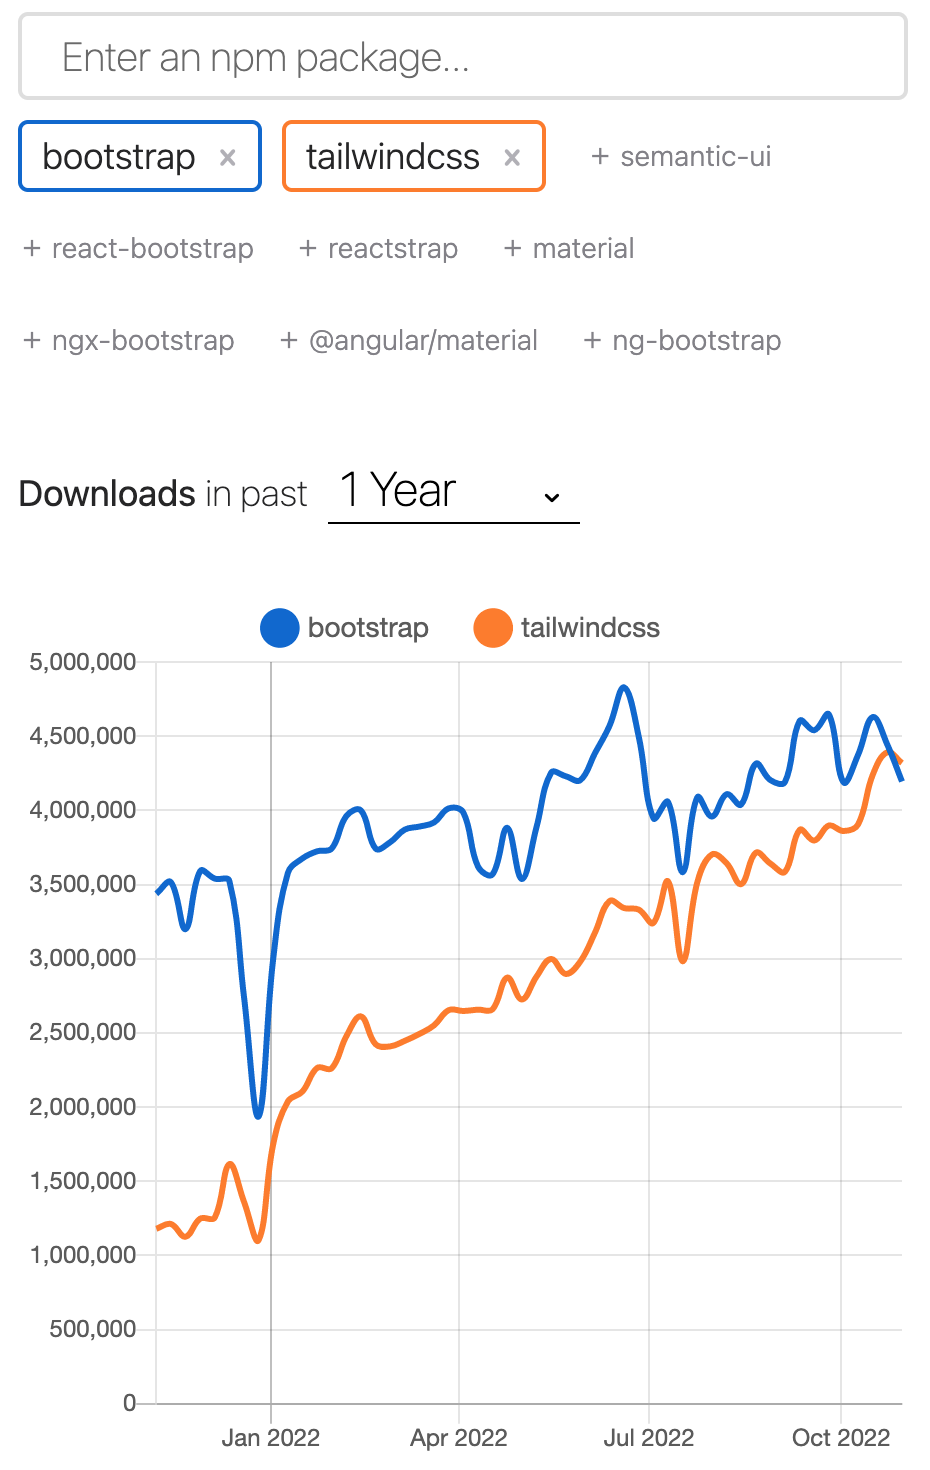 Enter an npm package...
bootstrap × tailwindcss × + semantic-ui
+ react-bootstrap + reactstrap + material
+ ngx-bootstrap + @angular/material + ng-bootstrap
Downloads in past 1 Year
bootstrap tailwindcss
5,000,000
4,500,000
4,000,000
3,500,000
3,000,000
2,500,000
2,000,000
1,500,000
1,000,000
500,000
0
Jan 2022 Apr 2022 Jul 2022 Oct 2022